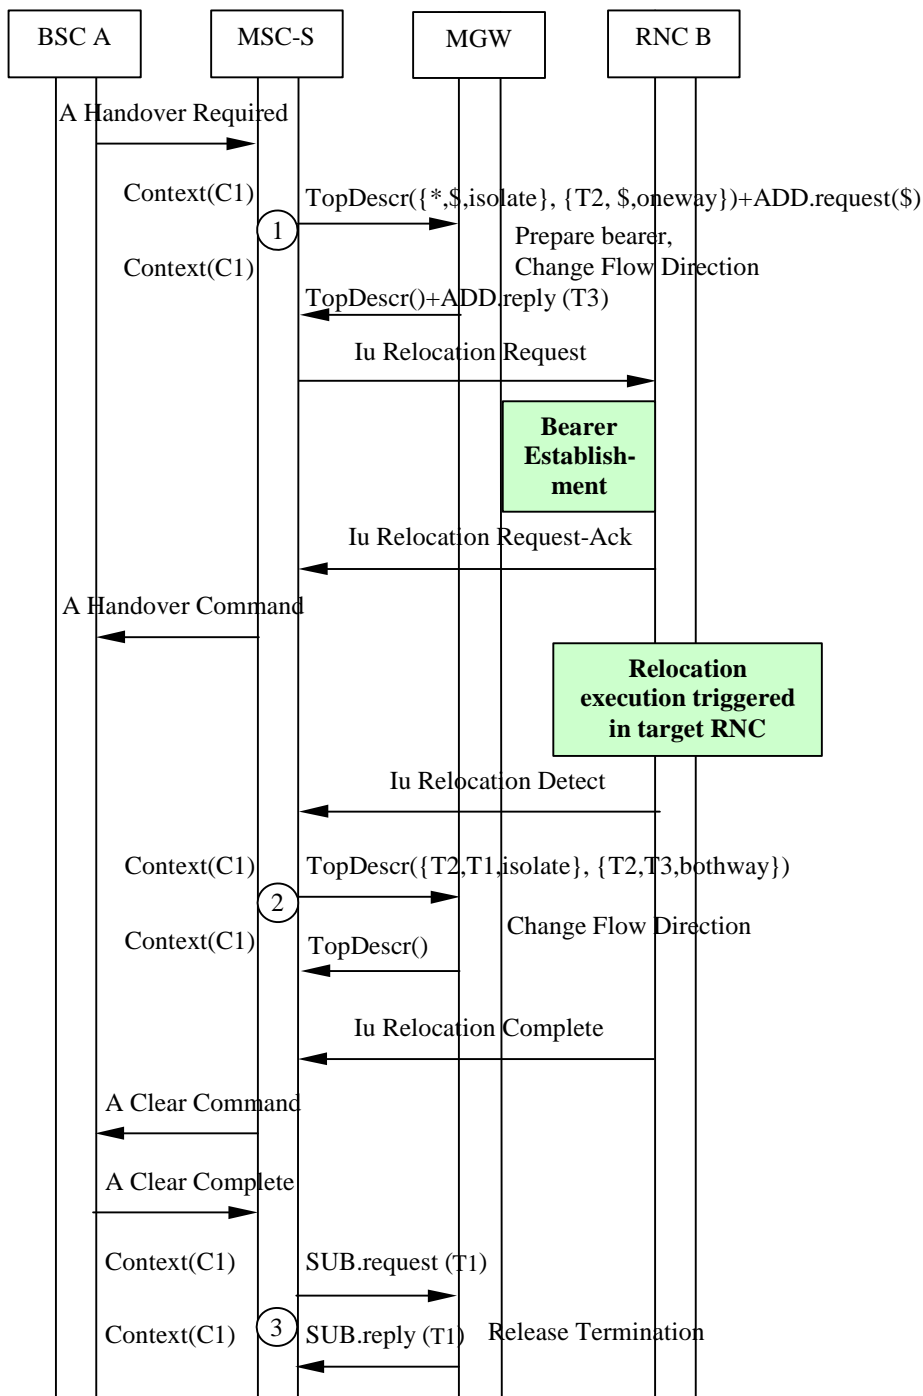 BSC A
MSC-S
MGW
RNC B
A Handover Required
Context(C1)
TopDescr({*,$,isolate}, {T2, $,oneway})+ADD.request($)
1
Prepare bearer,
Change Flow Direction
Context(C1)
TopDescr()+ADD.reply (T3)
Iu Relocation Request
Bearer
Establish-
ment
Iu Relocation Request-Ack
A Handover Command
Relocation
execution triggered
in target RNC
Iu Relocation Detect
Context(C1)
TopDescr({T2,T1,isolate}, {T2,T3,bothway})
2
Change Flow Direction
Context(C1)
TopDescr()
Iu Relocation Complete
A Clear Command
A Clear Complete
Context(C1)
SUB.request (T1)
3
Context(C1)
SUB.reply (T1)
Release Termination